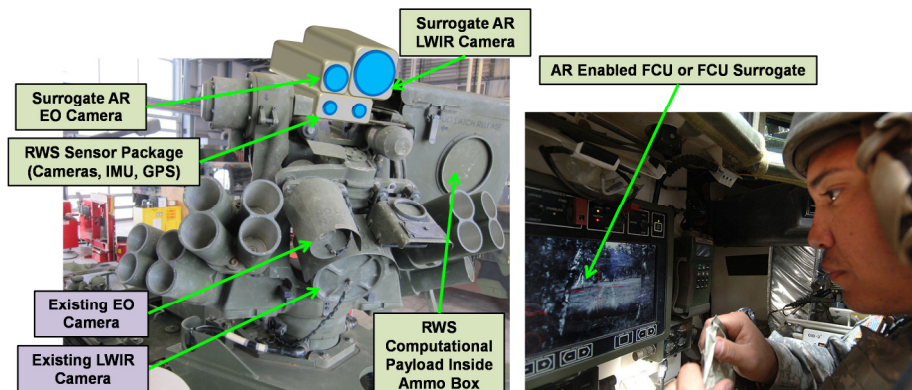 Surrogate AR
LWIR Camera
AR Enabled FCU or FCU Surrogate
Surrogate AR
EO Camera
RWS Sensor Package
(Cameras, IMU, GPS)
Existing EO
Camera
Existing LWIR
Camera
RWS
Computational
Payload Inside
Ammo Box